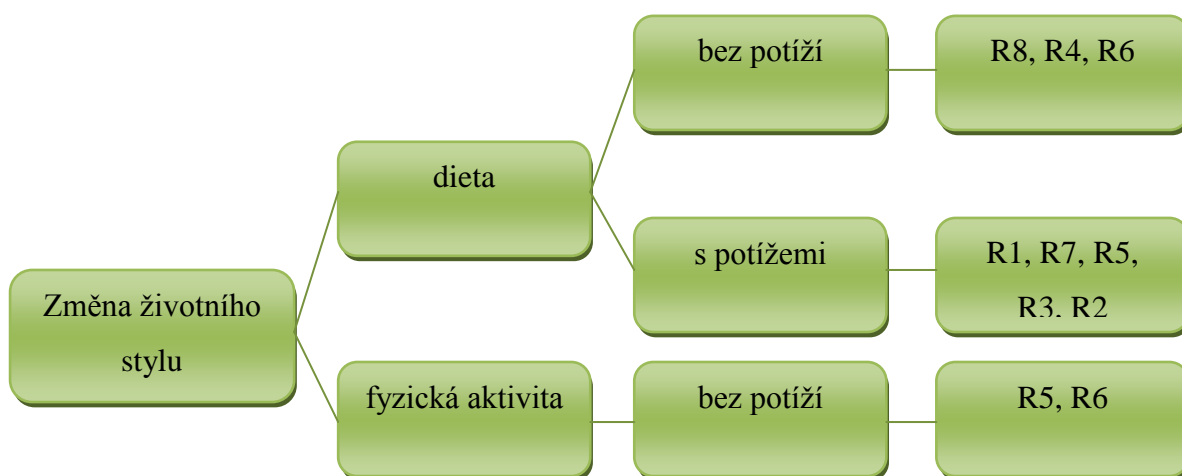 bez potíží
R8, R4, R6
dieta
s potížemi
R1, R7, R5,
R3, R2
Změna životního
stylu
fyzická aktivita
bez potíží
R5, R6